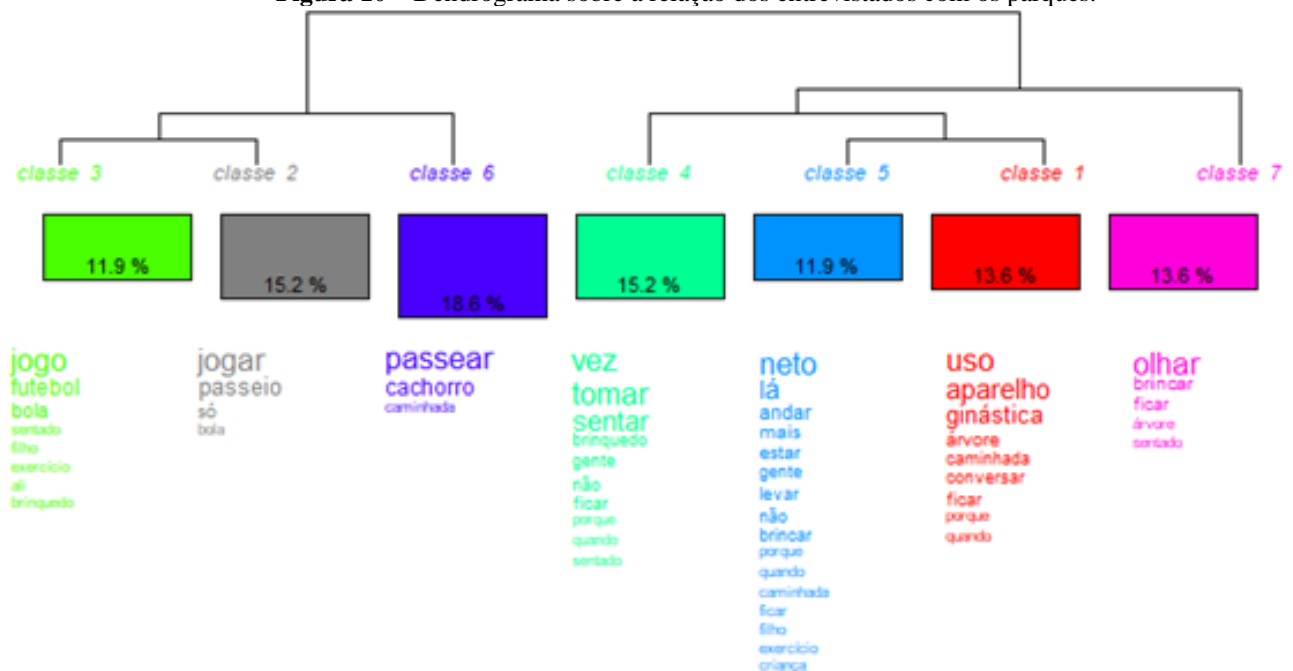 Dendrograma sobre a relação dos entrevistados com os parques.
classe 3
classe 2
classe 6
classe 4
classe 5
classe 1
classe 7
11.9 %
15.2 %
18.6 %
15.2 %
11.9 %
13.6 %
13.6 %
jogo
futebol
bola
sentado
filho
exercício
ali
brinquedo
jogar
passeio
só
bola
passear
cachorro
caminhada
vez
tomar
sentar
brinquedo
gente
não
ficar
porque
quando
sentado
neto
lá
andar
mais
estar
gente
levar
não
brincar
porque
quando
caminhada
ficar
filho
exercício
criança
uso
aparelho
ginástica
árvore
caminhada
conversar
ficar
porque
quando
olhar
brincar
ficar
árvore
sentado